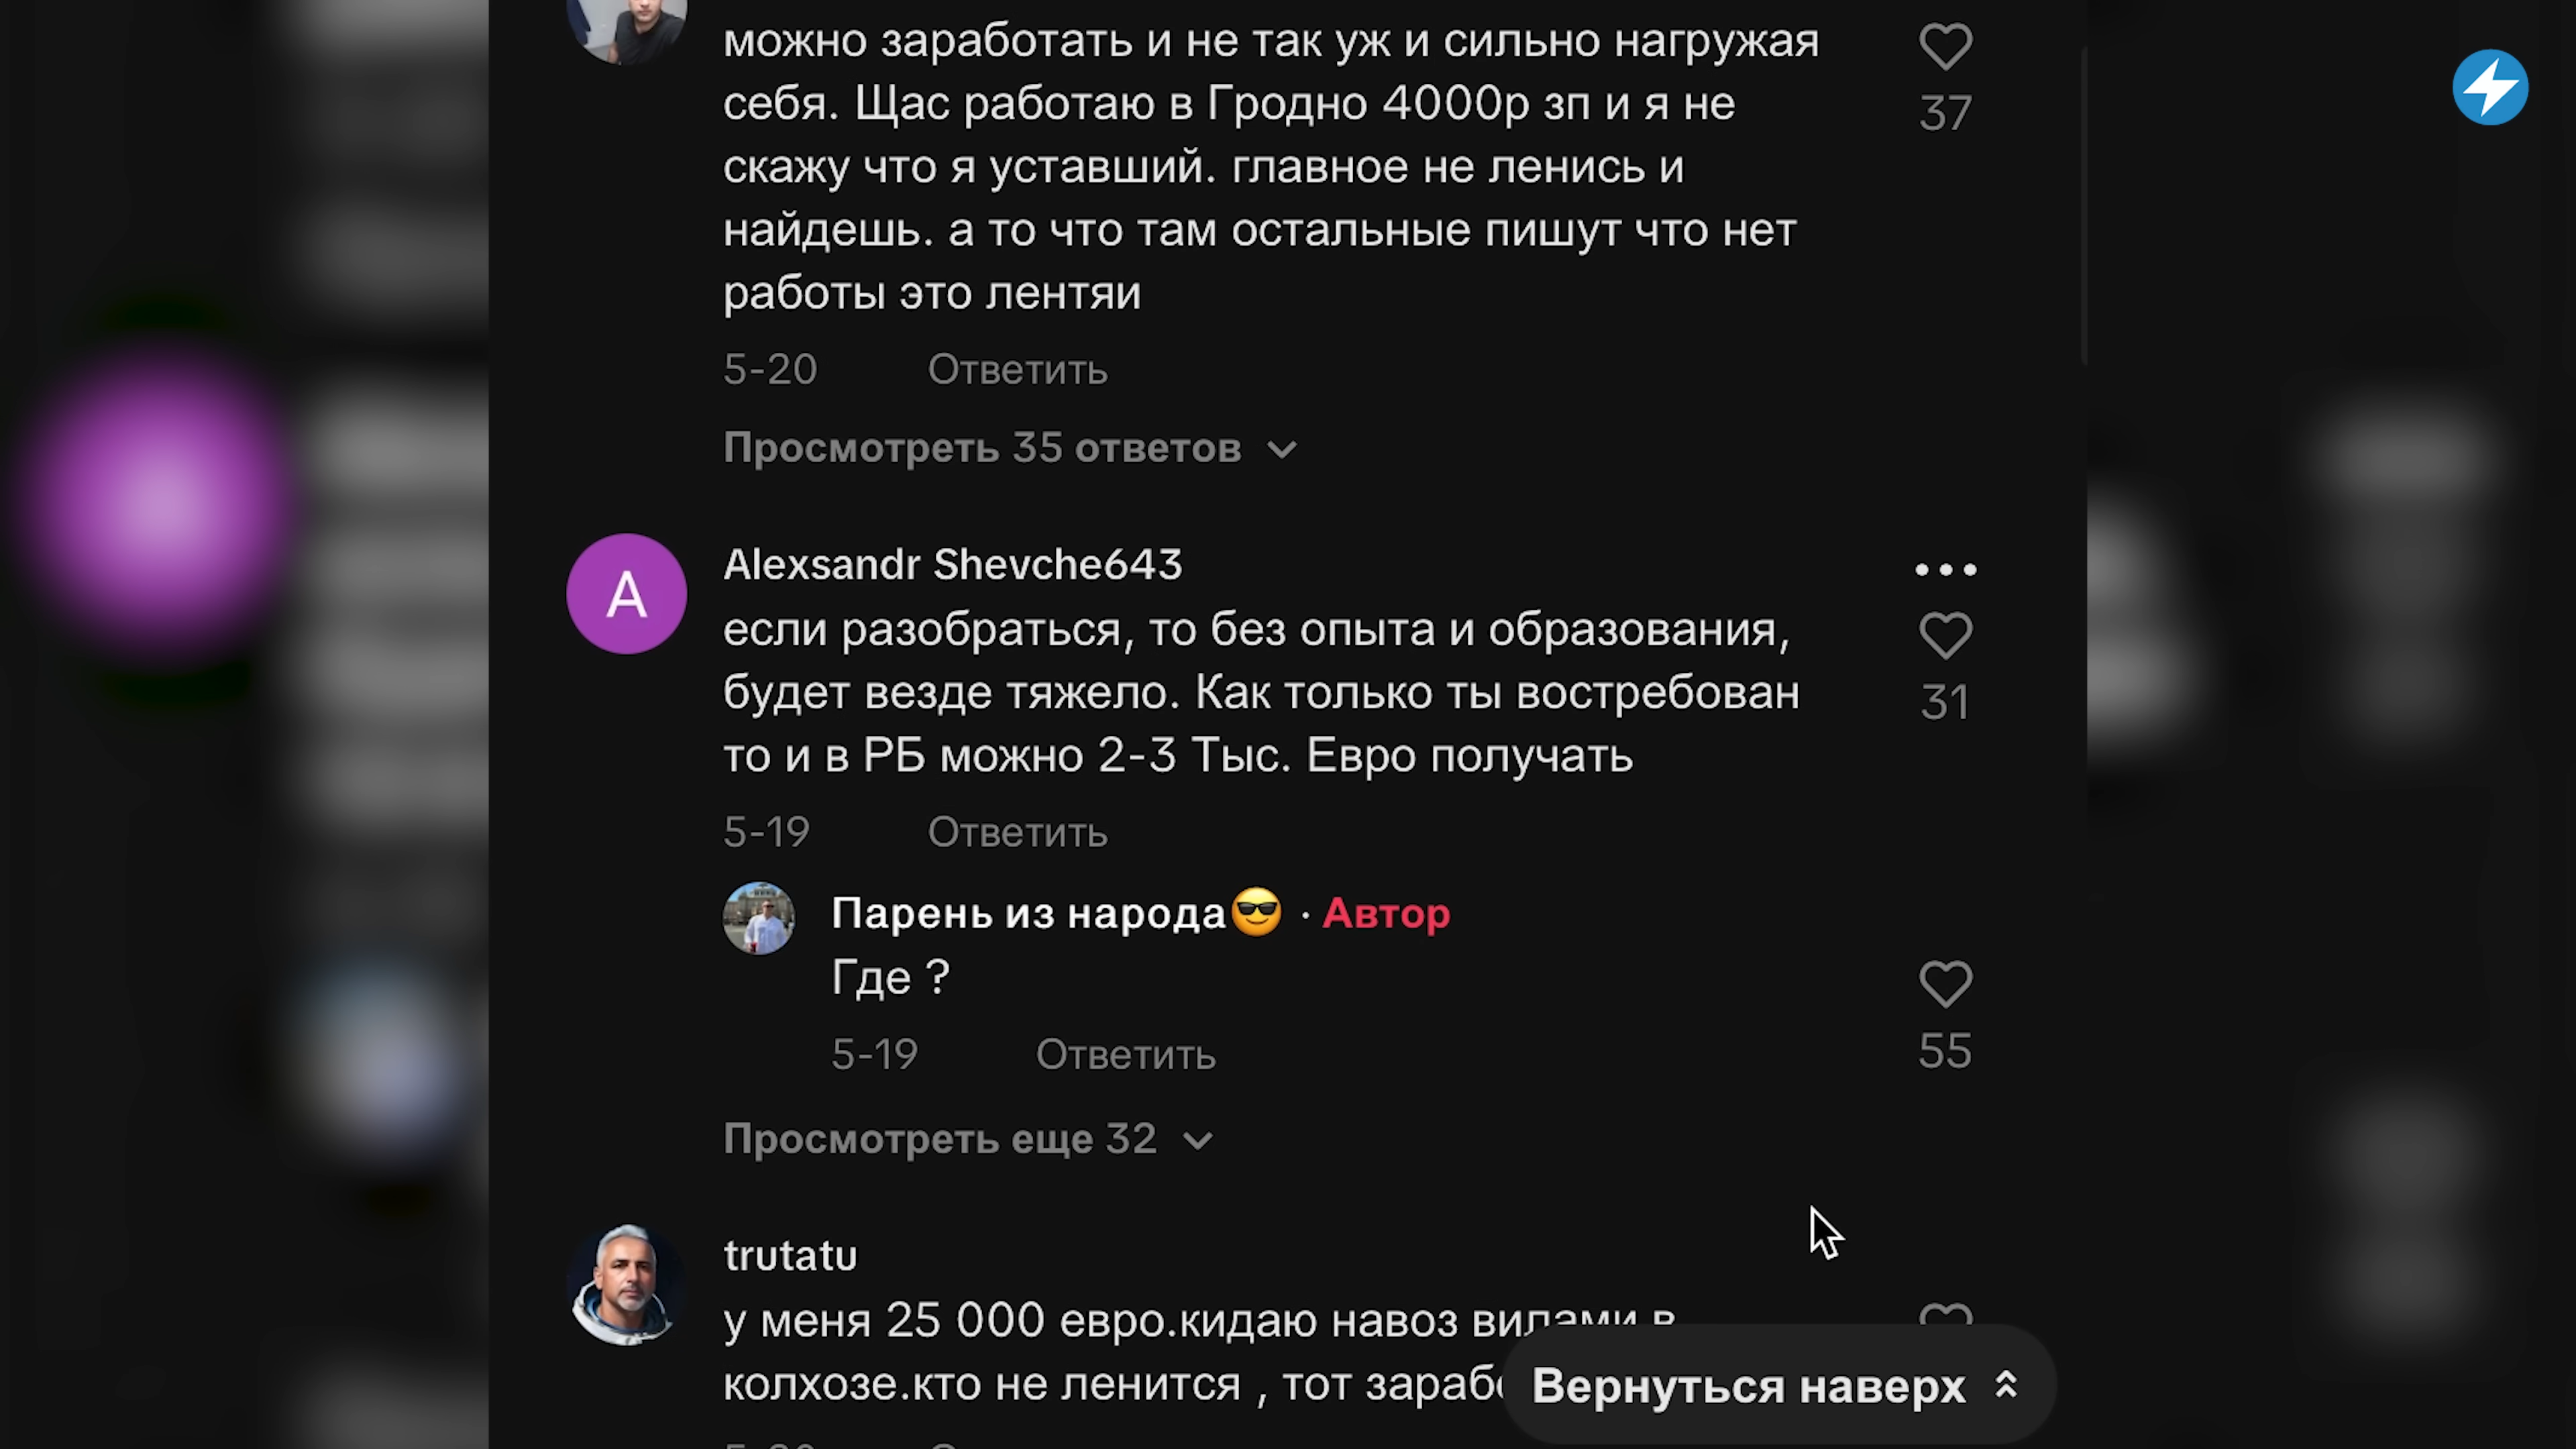 можно заработать и не так уж и сильно нагружая
себя. Щас работаю в Гродно 4000р зп и я не
скажу что я уставший. главное не ленись и
найдешь. а то что там остальные пишут что нет
работы это лентяи
37
5-20 Ответить
Просмотреть 35 ответов
A
Alexsandr Shevche643
если разобраться, то без опыта и образования,
будет везде тяжело. Как только ты востребован
то и в РБ можно 2-3 Тыс. Евро получать
31
5-19 Ответить
Парень из народа😎 · Автор
Где ?
5-19 Ответить
55
Просмотреть еще 32
trutatu
у меня 25 000 евро.кидаю навоз вилами в
колхозе.кто не ленится , тот
Вернуться наверх